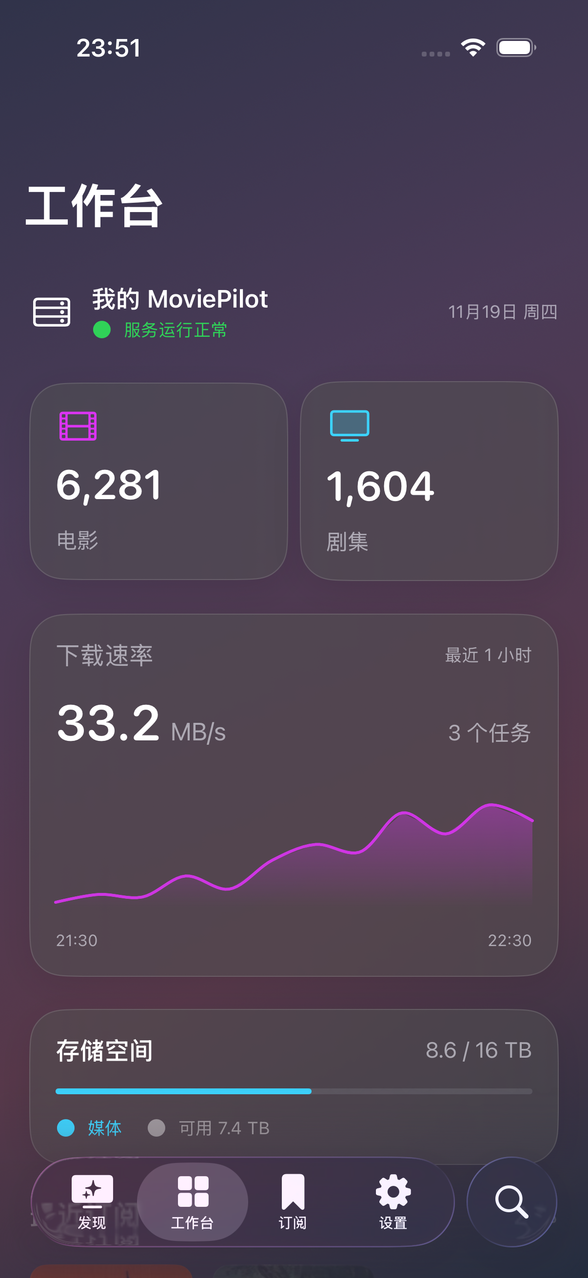 23:51
工作台
我的 MoviePilot
服务运行正常
11月19日 周四
6,281
电影
1,604
剧集
下载速率
最近 1 小时
33.2 MB/s
3 个任务
21:30
22:30
存储空间
8.6 / 16 TB
媒体
可用 7.4 TB
发现
工作台
订阅
设置